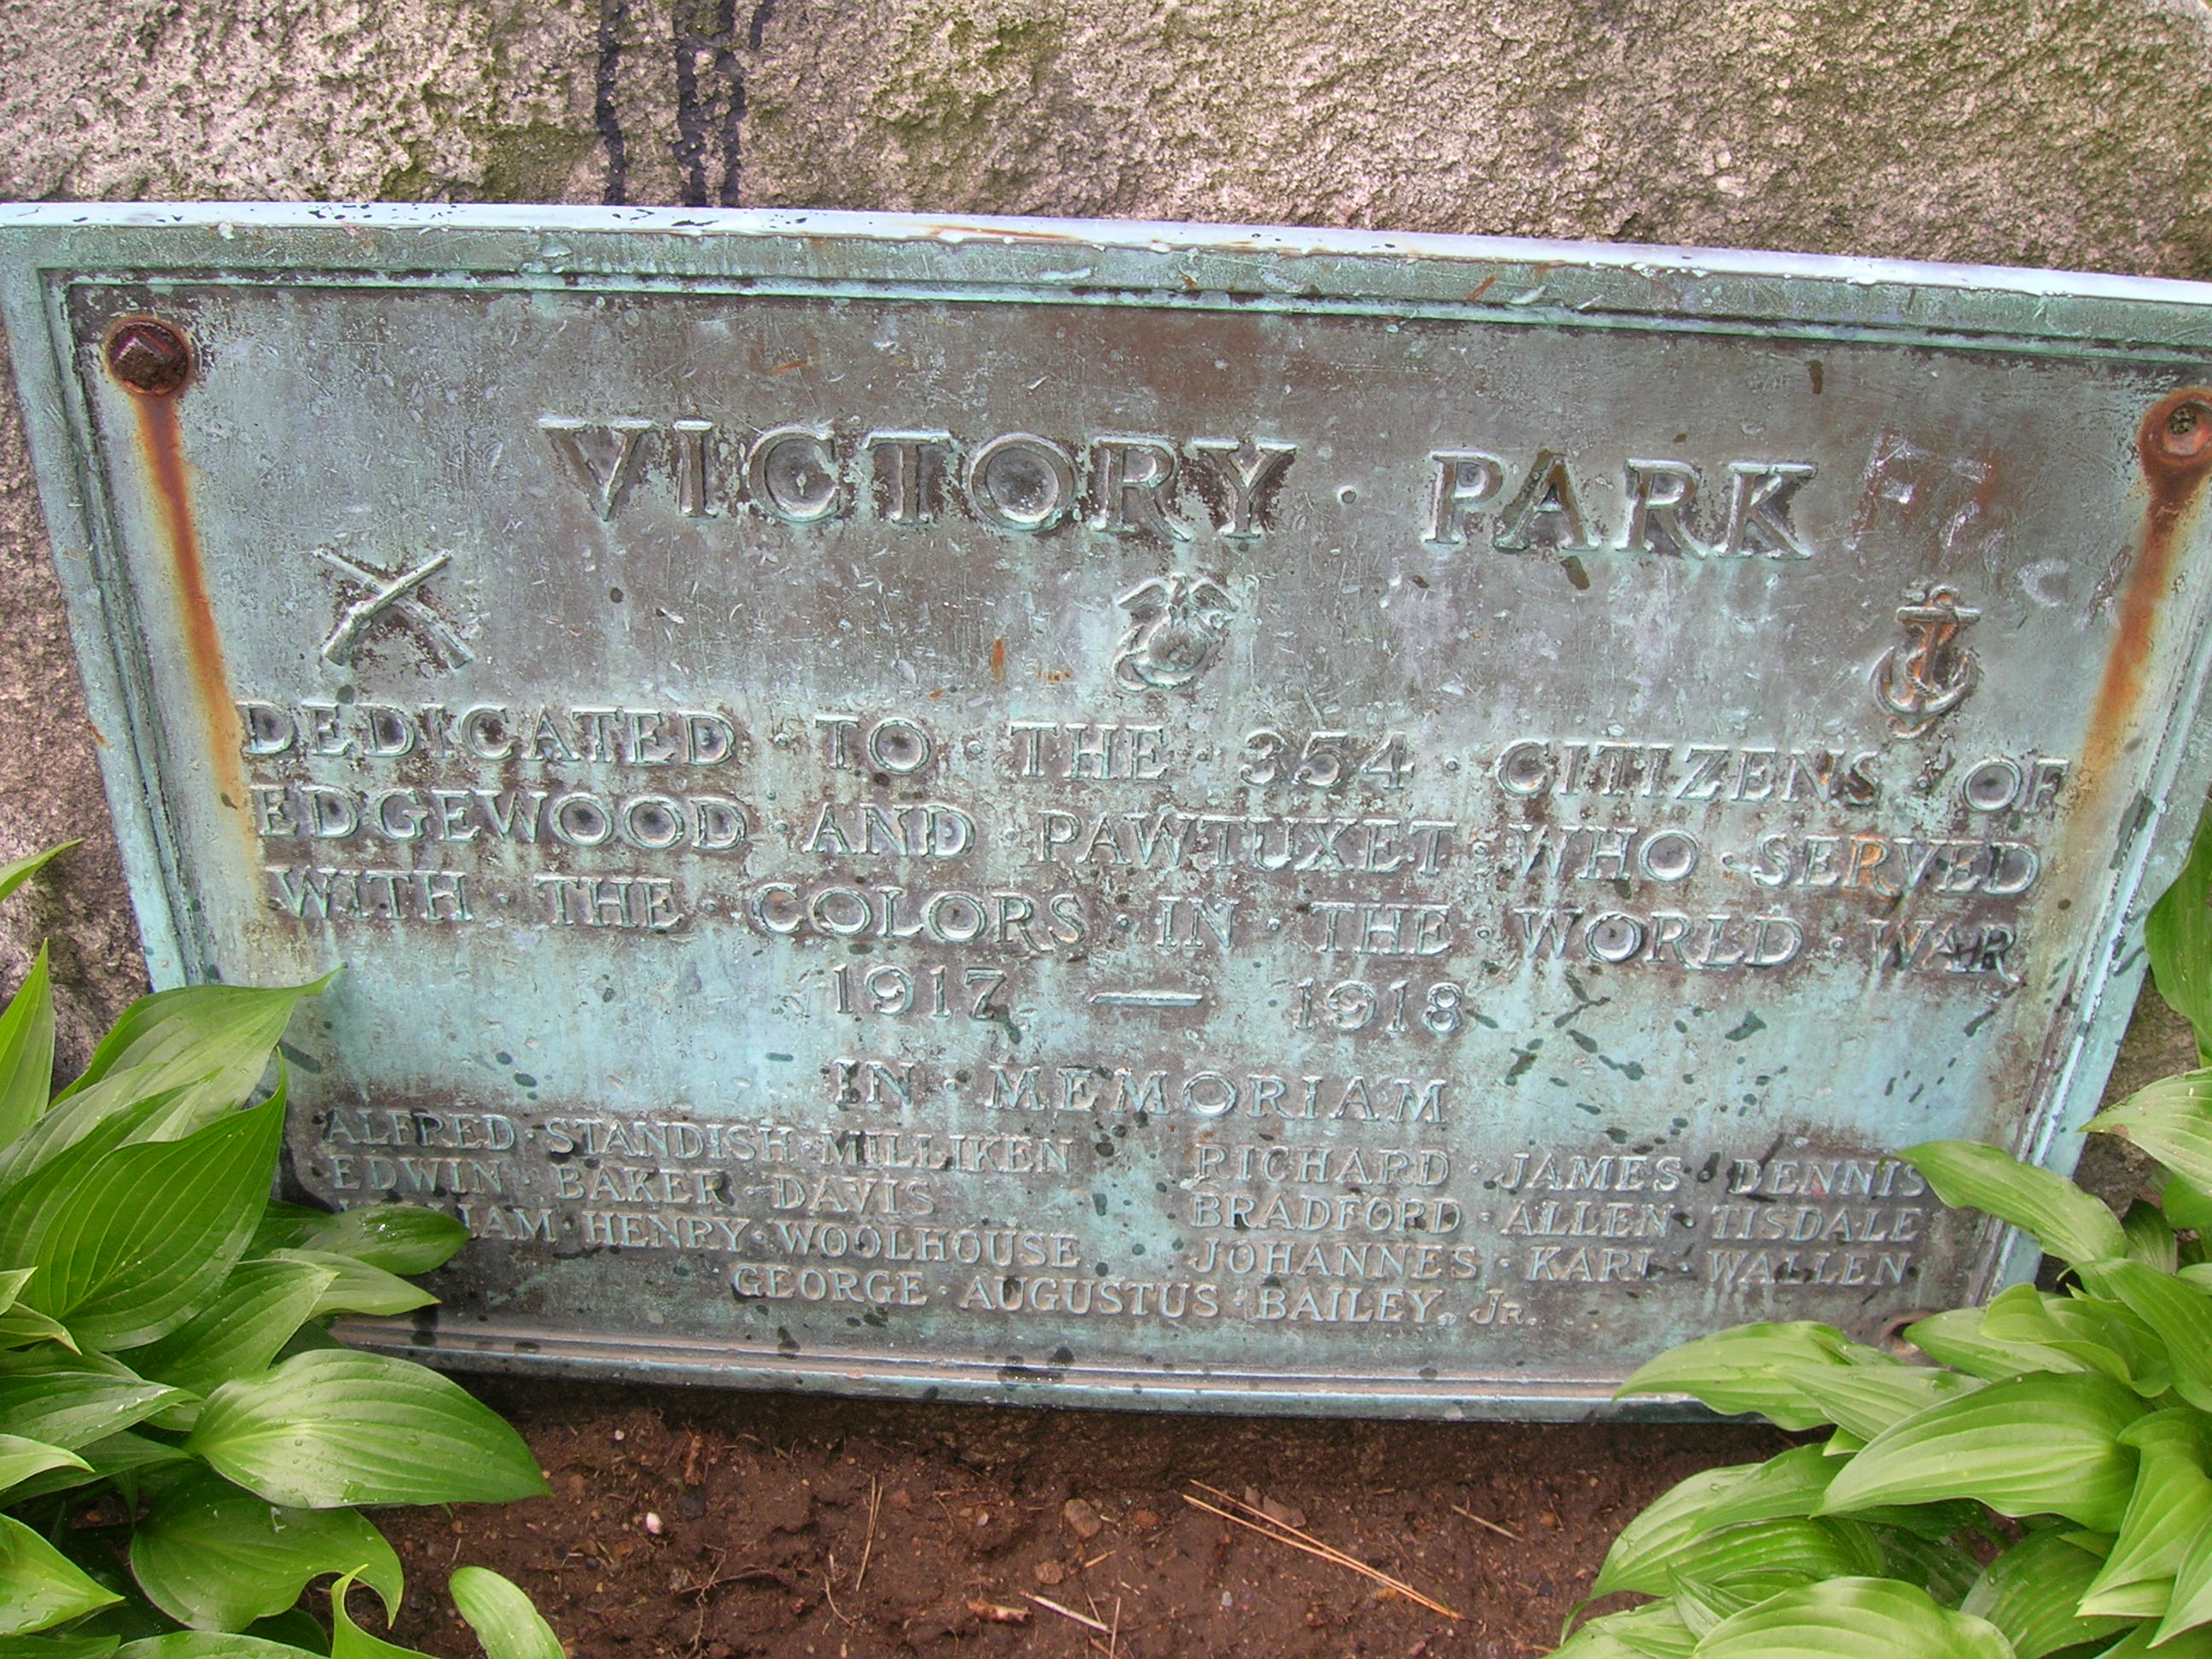 VICTORY · PARK
DEDICATED · TO · THE · 354 · CITIZENS · OF
EDGEWOOD · AND · PAWTUXET · WHO · SERVED
WITH · THE · COLORS · IN · THE · WORLD · WAR
1917 — 1918
IN · MEMORIAM
ALFRED · STANDISH · MILLIKEN
EDWIN · BAKER · DAVIS
HENRY · WOOLHOUSE
RICHARD · JAMES · DENNIS
BRADFORD · ALLEN · TISDALE
JOHANNES · KARL · WALLEN
GEORGE · AUGUSTUS · BAILEY, JR.